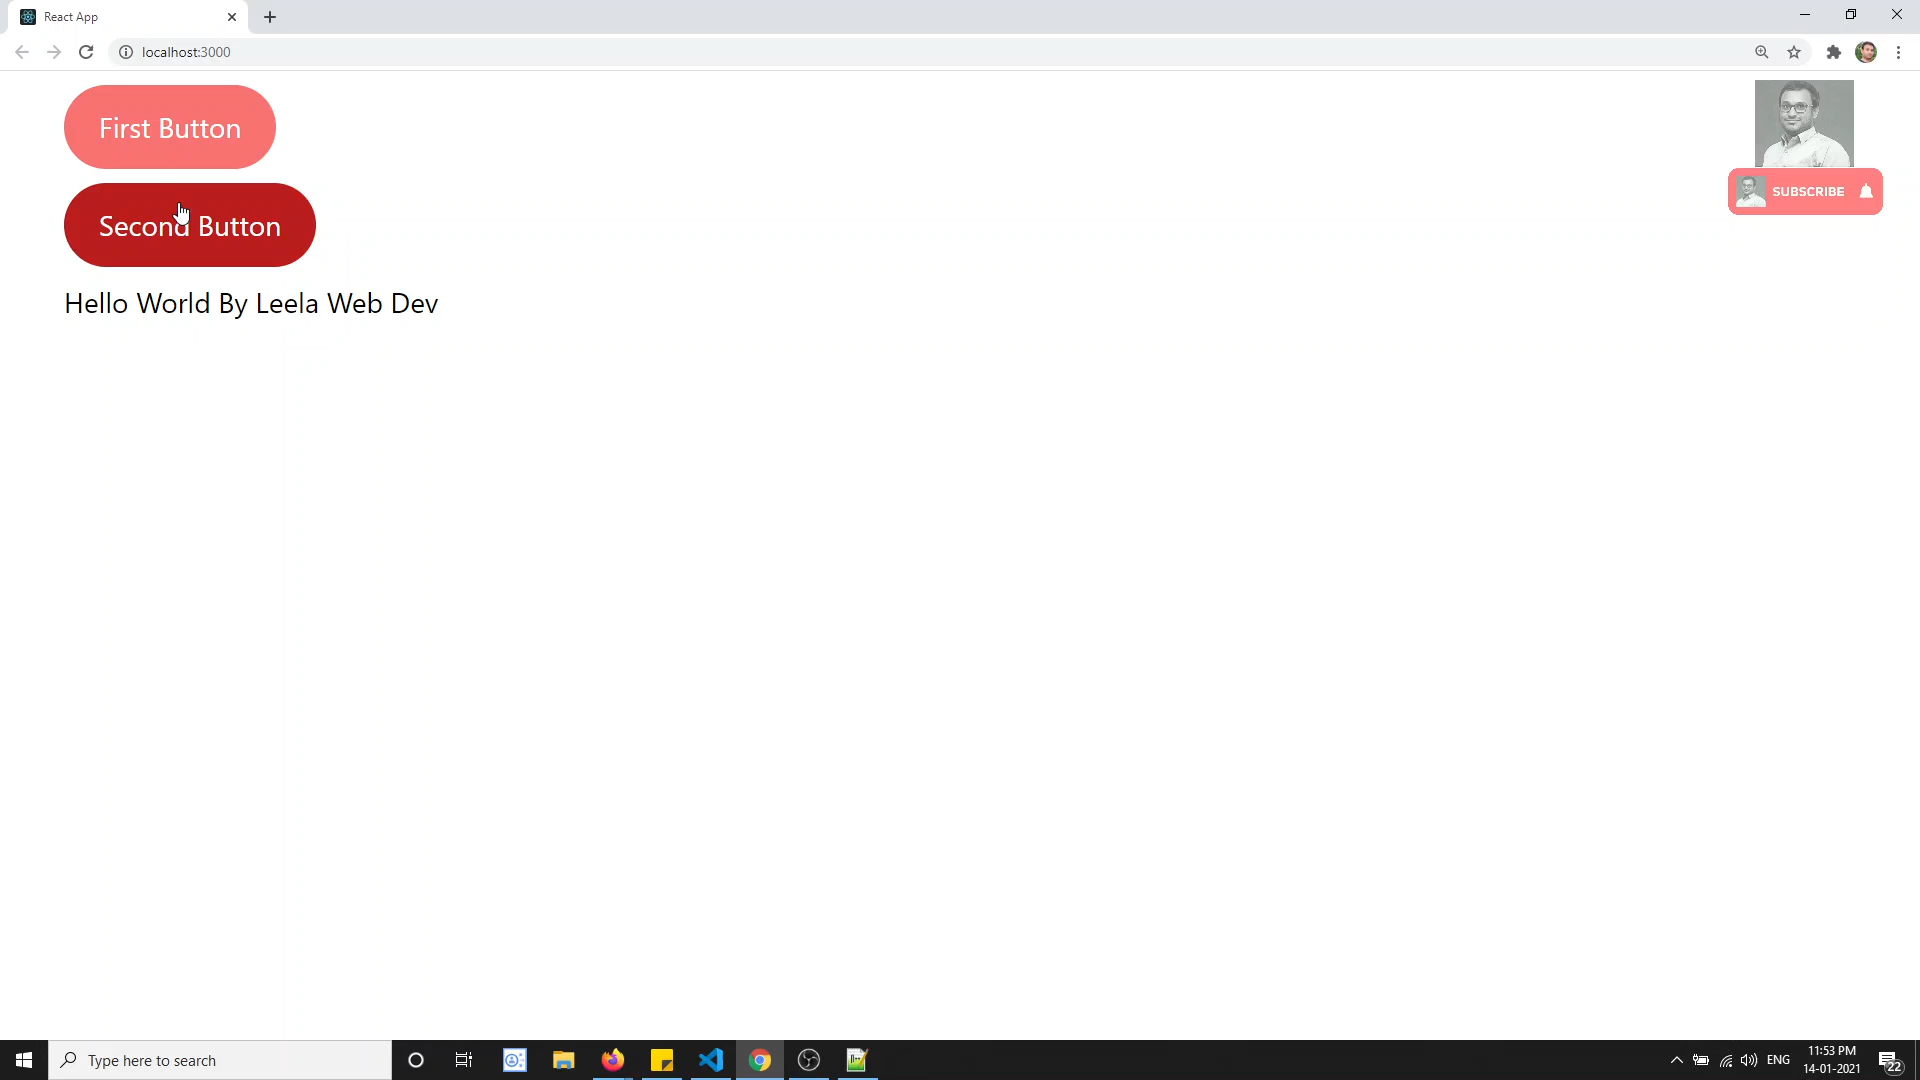 React App
localhost:3000
First Button
SUBSCRIBE
Second Button
Hello World By Leela Web Dev
Type here to search
ENG
11:53 PM
14-01-2021
22